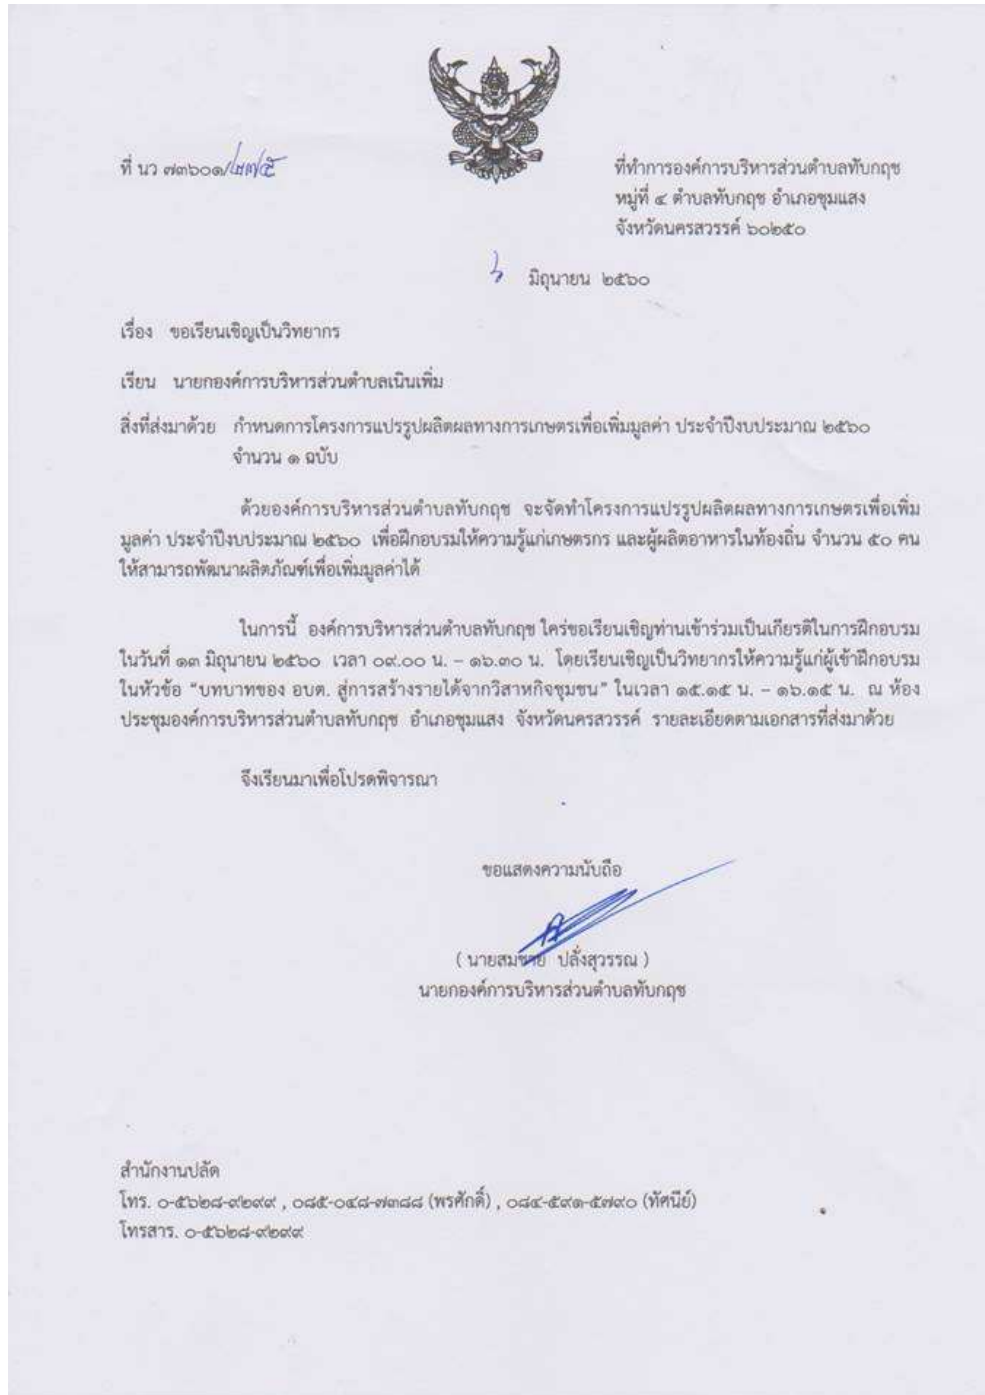 ที่ นว ๗๓๖๐๑/๒๗๕
ที่ทำการองค์การบริหารส่วนตำบลทับกฤช
หมู่ที่ ๔ ตำบลทับกฤช อำเภอชุมแสง
จังหวัดนครสวรรค์ ๖๐๒๕๐
๖ มิถุนายน ๒๕๖๐
เรื่อง ขอเรียนเชิญเป็นวิทยากร
เรียน นายกองค์การบริหารส่วนตำบลเนินเพิ่ม
สิ่งที่ส่งมาด้วย กำหนดการโครงการแปรรูปผลิตผลทางการเกษตรเพื่อเพิ่มมูลค่า ประจำปีงบประมาณ ๒๕๖๐
จำนวน ๑ ฉบับ
ด้วยองค์การบริหารส่วนตำบลทับกฤช จะจัดทำโครงการแปรรูปผลิตผลทางการเกษตรเพื่อเพิ่ม
มูลค่า ประจำปีงบประมาณ ๒๕๖๐ เพื่อฝึกอบรมให้ความรู้แก่เกษตรกร และผู้ผลิตอาหารในท้องถิ่น จำนวน ๕๐ คน
ให้สามารถพัฒนาผลิตภัณฑ์เพื่อเพิ่มมูลค่าได้
ในการนี้ องค์การบริหารส่วนตำบลทับกฤช ใคร่ขอเรียนเชิญท่านเข้าร่วมเป็นเกียรติในการฝึกอบรม
ในวันที่ ๑๓ มิถุนายน ๒๕๖๐ เวลา ๐๙.๐๐ น. – ๑๖.๓๐ น. โดยเรียนเชิญเป็นวิทยากรให้ความรู้แก่ผู้เข้าฝึกอบรม
ในหัวข้อ “บทบาทของ อบต. สู่การสร้างรายได้จากวิสาหกิจชุมชน” ในเวลา ๑๕.๑๕ น. – ๑๖.๑๕ น. ณ ห้อง
ประชุมองค์การบริหารส่วนตำบลทับกฤช อำเภอชุมแสง จังหวัดนครสวรรค์ รายละเอียดตามเอกสารที่ส่งมาด้วย
จึงเรียนมาเพื่อโปรดพิจารณา
ขอแสดงความนับถือ
( นายสมชาย ปลั่งสุวรรณ )
นายกองค์การบริหารส่วนตำบลทับกฤช
สำนักงานปลัด
โทร. ๐-๕๖๒๘-๙๒๙๙ , ๐๘๕-๐๔๘-๗๓๘๘ (พรศักดิ์) , ๐๘๔-๕๙๑-๕๗๙๐ (ทัศนีย์)
โทรสาร. ๐-๕๖๒๘-๙๒๙๙